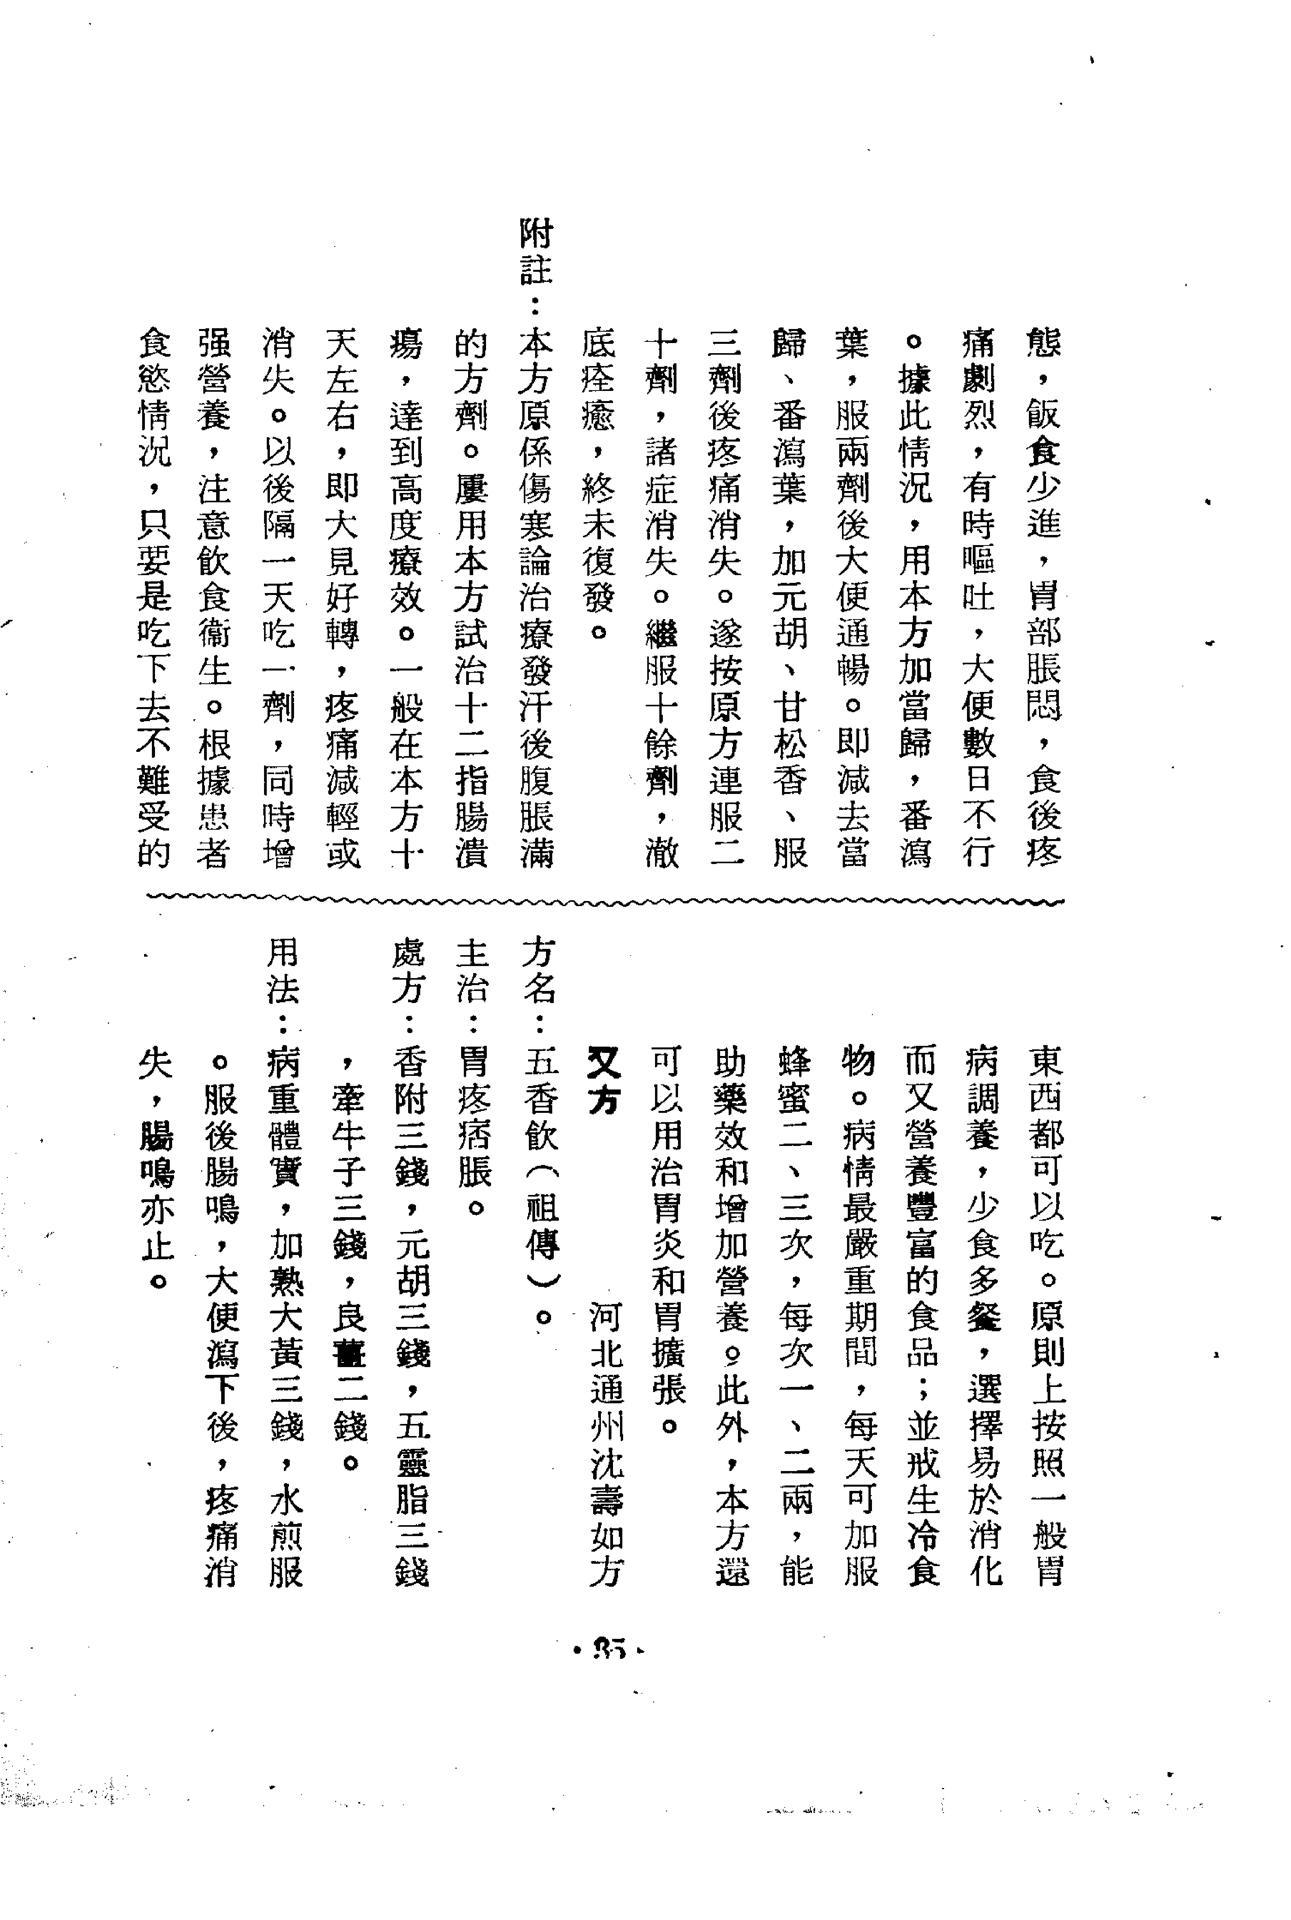 態，飯食少進，胃部脹悶，食後疼
痛劇烈，有時嘔吐，大便數日不行
。據此情況，用本方加當歸，番瀉
葉，服兩劑後大便通暢。即減去當
歸、番瀉葉，加元胡、甘松香、服
三劑後疼痛消失。遂按原方連服二
十劑，諸症消失。繼服十餘劑，澈
底痊癒，終未復發。
附註：本方原係傷寒論治療發汗後腹脹滿
的方劑。屢用本方試治十二指腸潰
瘍，達到高度療效。一般在本方十
天左右，即大見好轉，疼痛減輕或
消失。以後隔一天吃一劑，同時增
强營養，注意飲食衞生。根據患者
食慾情況，只要是吃下去不難受的
東西都可以吃。原則上按照一般胃
病調養，少食多餐，選擇易於消化
而又營養豐富的食品；並戒生冷食
物。病情最嚴重期間，每天可加服
蜂蜜二、三次，每次一、二兩，能
助藥效和增加營養。此外，本方還
可以用治胃炎和胃擴張。
又方　河北通州沈壽如方
方名：五香飲（祖傳）。
主治：胃疼痞脹。
處方：香附三錢，元胡三錢，五靈脂三錢
，牽牛子三錢，良薑二錢。
用法：病重體實，加熟大黃三錢，水煎服
。服後腸鳴，大便瀉下後，疼痛消
失，腸鳴亦止。
·35·